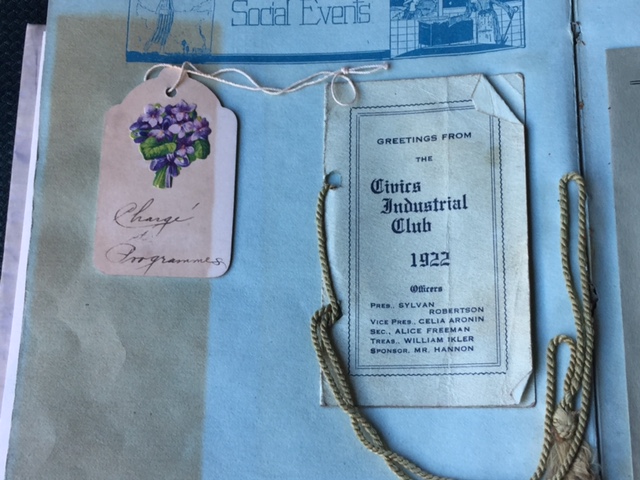 Social Events
Chargé
Programmes
GREETINGS FROM
THE
Civics
Industrial
Club
1922
Officers
PRES., SYLVAN
ROBERTSON
VICE PRES., CELIA ARONIN
SEC., ALICE FREEMAN
TREAS., WILLIAM IKLER
SPONSOR, MR. HANNON